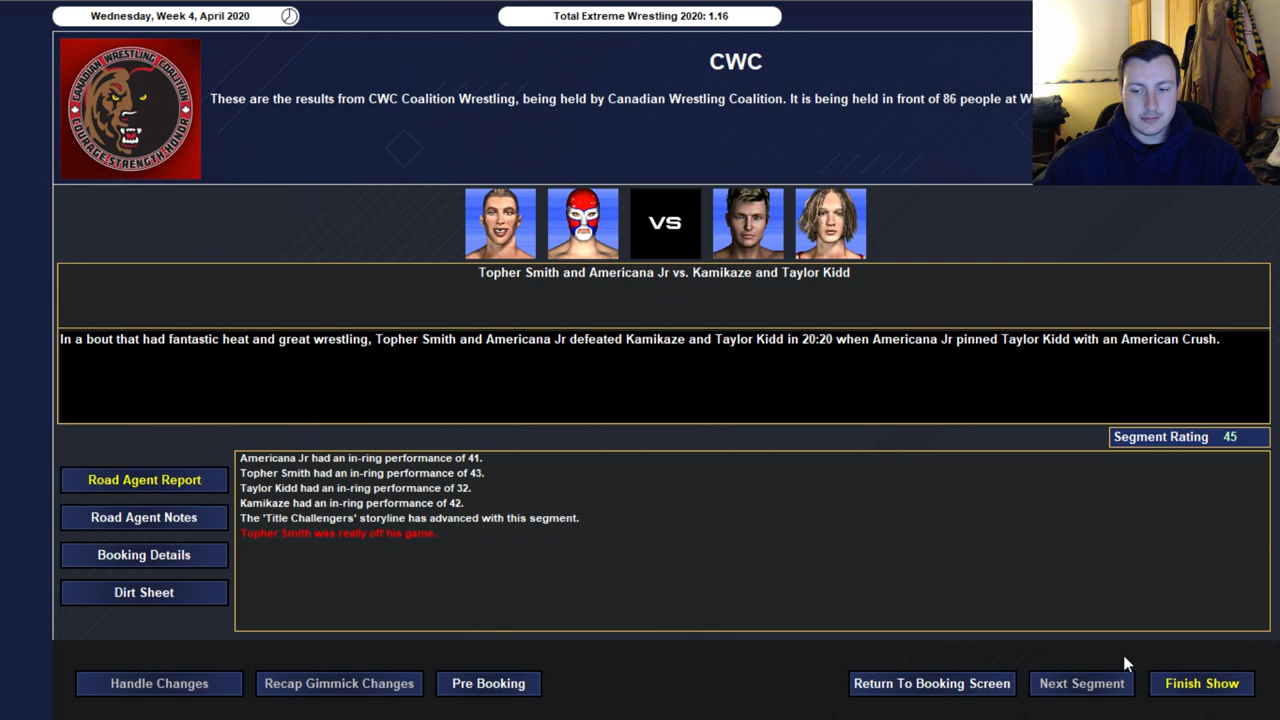 Wednesday, Week 4, April 2020
Total Extreme Wrestling 2020: 1.16
CANADIAN WRESTLING COALITION
COURAGE STRENGTH HONOR
CWC
These are the results from CWC Coalition Wrestling, being held by Canadian Wrestling Coalition. It is being held in front of 86 people at W
VS
Topher Smith and Americana Jr vs. Kamikaze and Taylor Kidd
In a bout that had fantastic heat and great wrestling, Topher Smith and Americana Jr defeated Kamikaze and Taylor Kidd in 20:20 when Americana Jr pinned Taylor Kidd with an American Crush.
Segment Rating 45
Road Agent Report
Road Agent Notes
Booking Details
Dirt Sheet
Americana Jr had an in-ring performance of 41.
Topher Smith had an in-ring performance of 43.
Taylor Kidd had an in-ring performance of 32.
Kamikaze had an in-ring performance of 42.
The 'Title Challengers' storyline has advanced with this segment.
Topher Smith was really off his game.
Handle Changes
Recap Gimmick Changes
Pre Booking
Return To Booking Screen
Next Segment
Finish Show